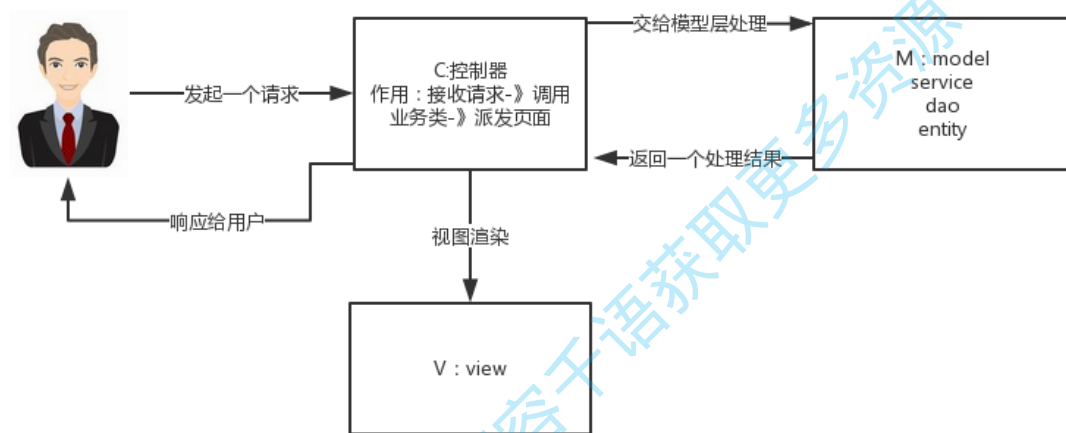 交给模型层处理
C:控制器
作用：接收请求-》调用
业务类-》派发页面
M：model
service
dao
entity
发起一个请求
返回一个处理结果
响应给用户
视图渲染
V：view
千语获取更多资源